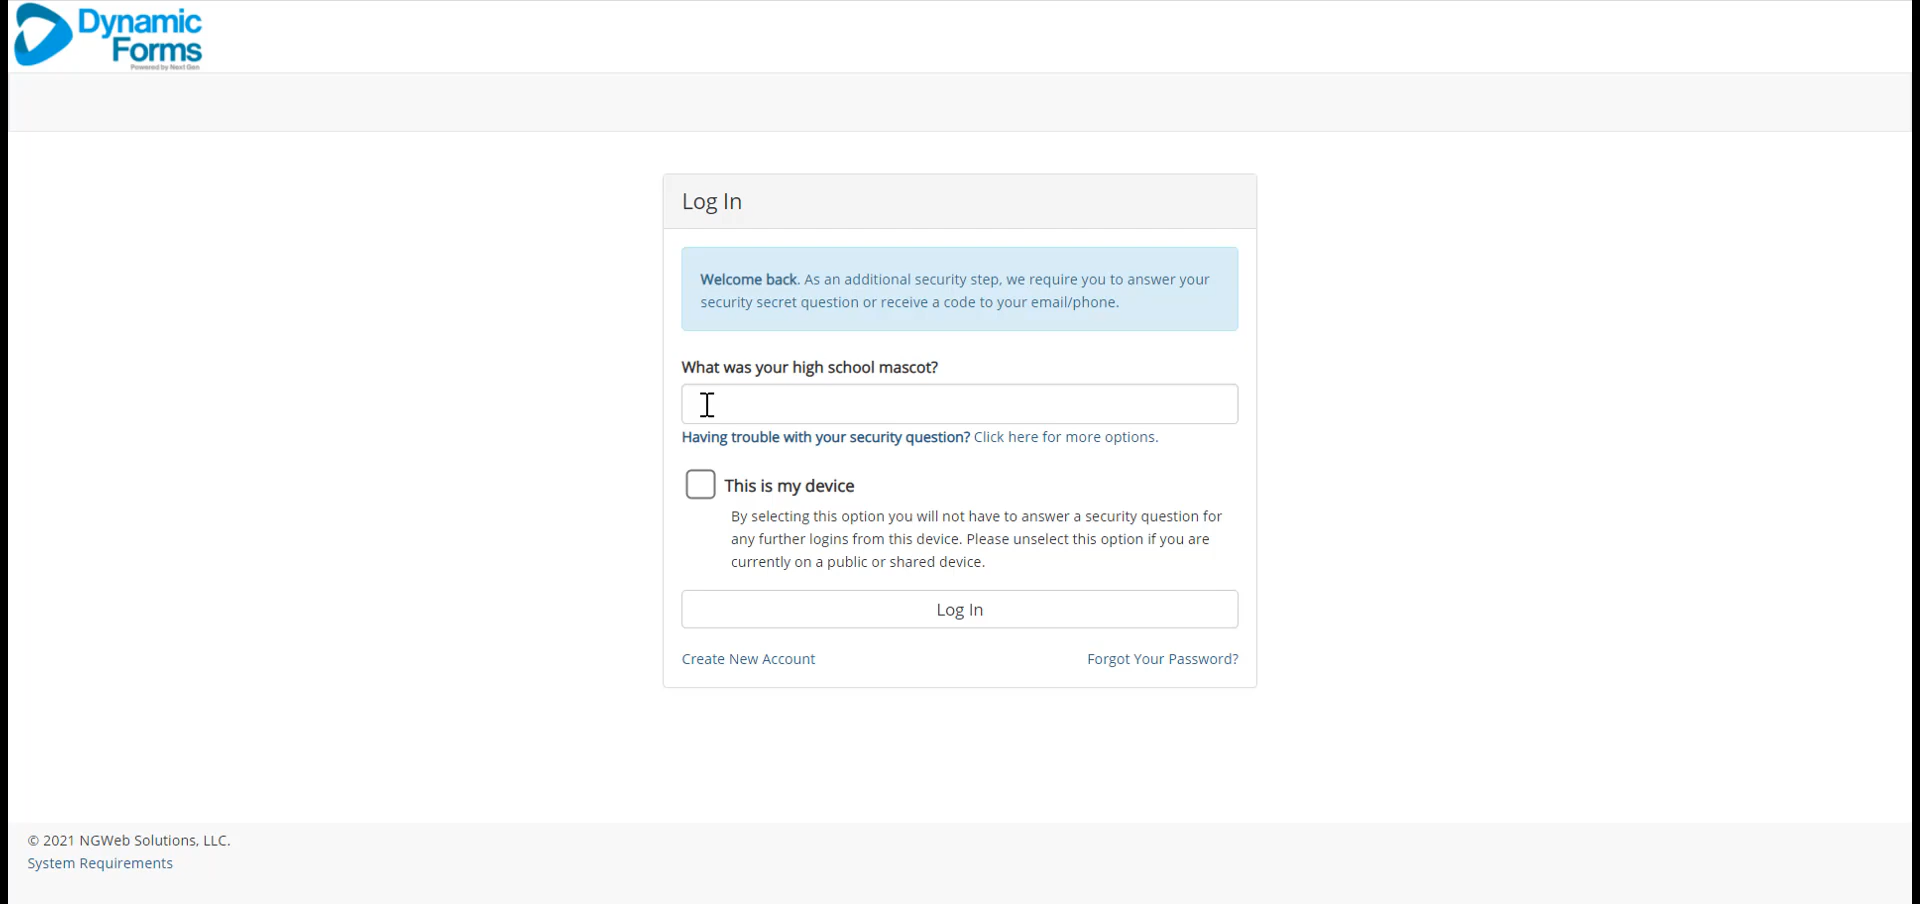 Dynamic
Forms
Powered by Next Gen
Log In
Welcome back. As an additional security step, we require you to answer your
security secret question or receive a code to your email/phone.
What was your high school mascot?
Having trouble with your security question? Click here for more options.
This is my device
By selecting this option you will not have to answer a security question for
any further logins from this device. Please unselect this option if you are
currently on a public or shared device.
Log In
Create New Account Forgot Your Password?
© 2021 NGWeb Solutions, LLC.
System Requirements